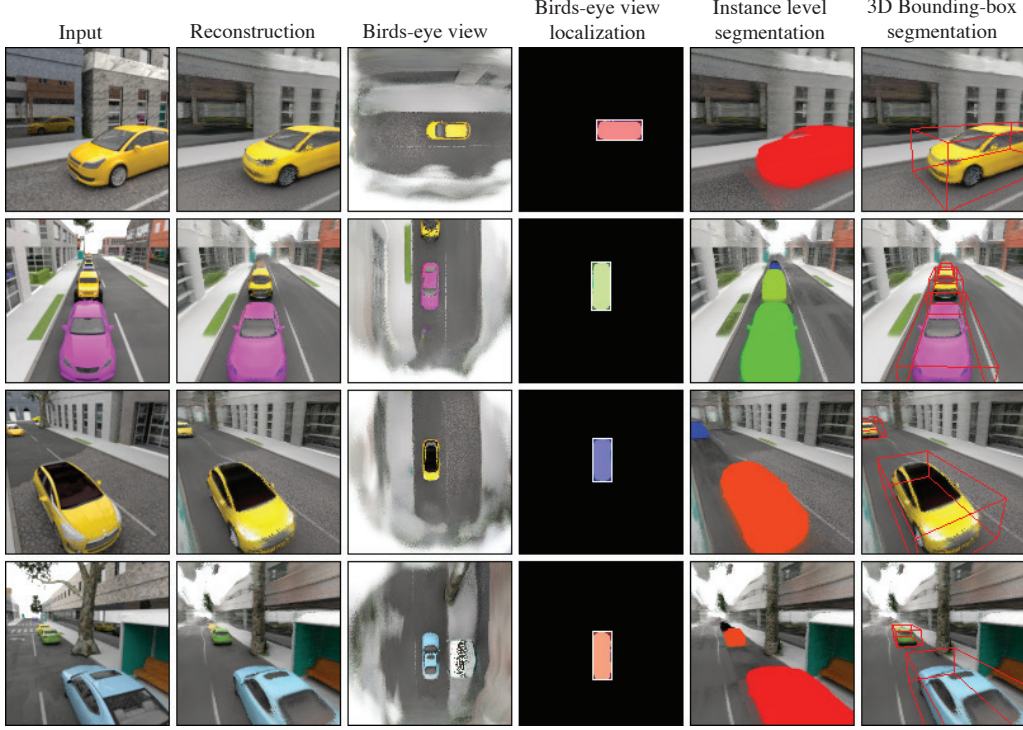 Input
Reconstruction
Birds-eye view
Birds-eye view
localization
Instance level
segmentation
3D Bounding-box
segmentation